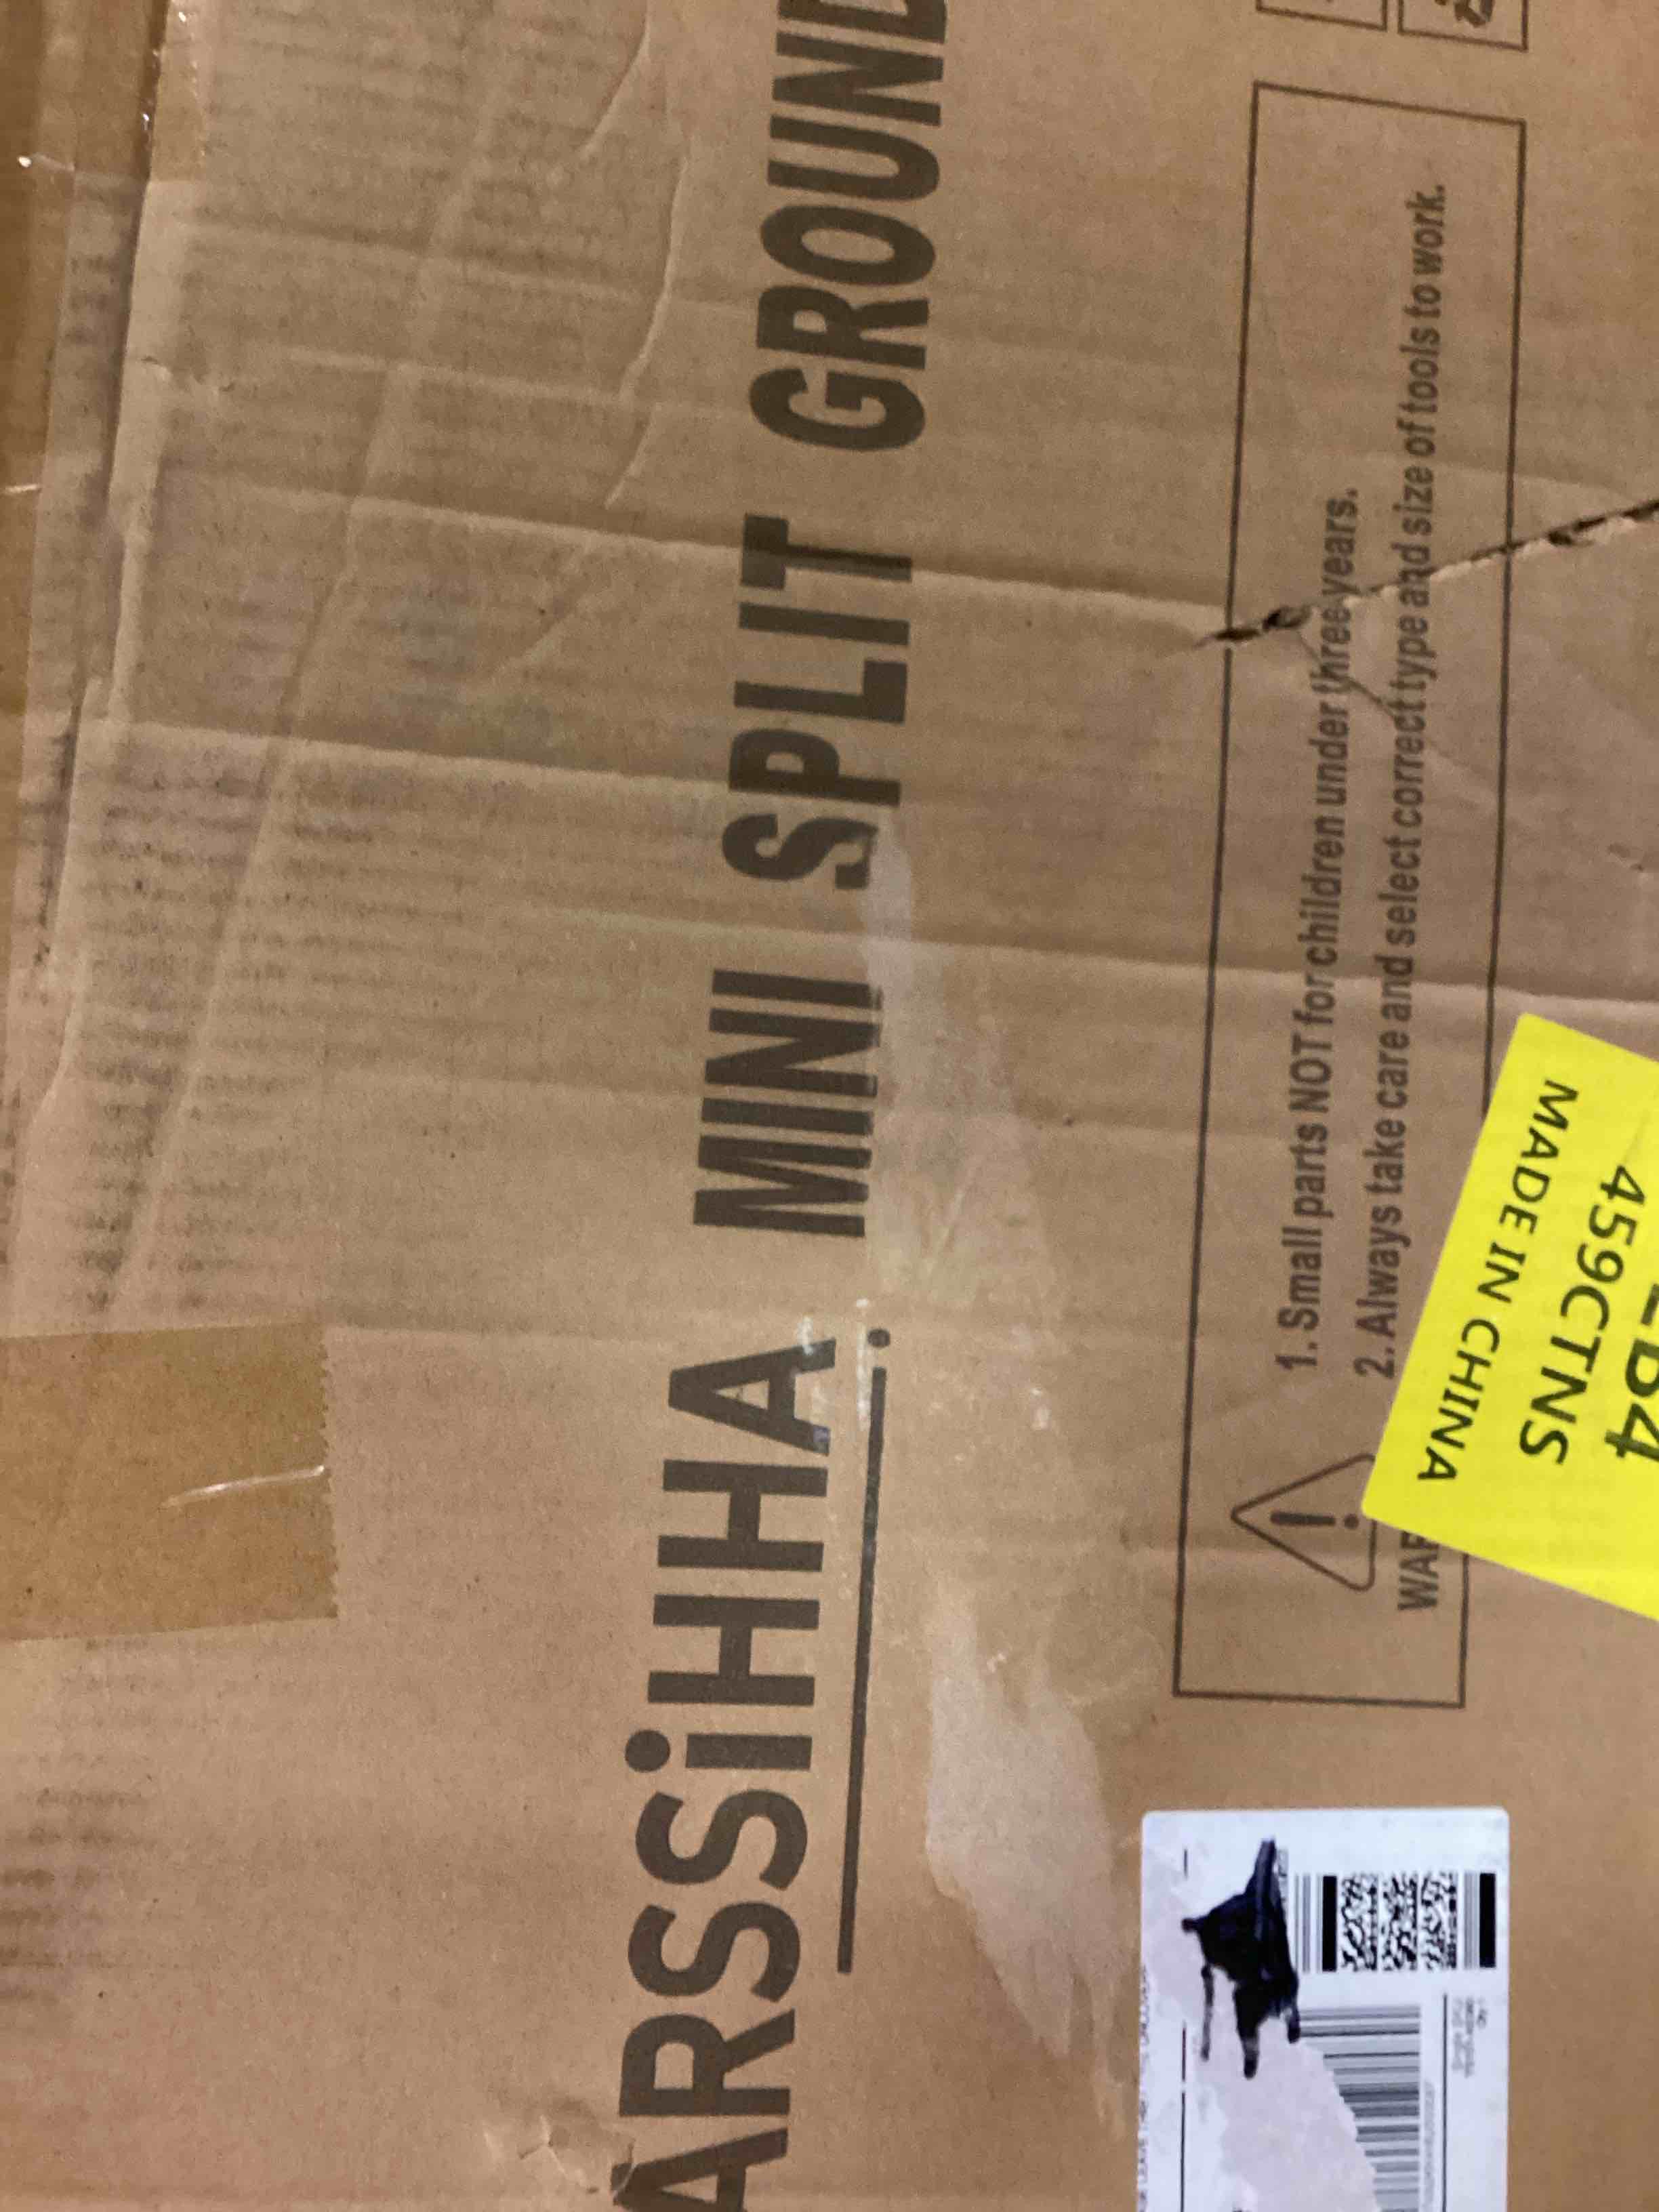 ARSSiHHA MINI SPLIT GROUND
1. Small parts NOT for children under three years.
2. Always take care and select correct type and size of tools to work.
459CTNS
MADE IN CHINA